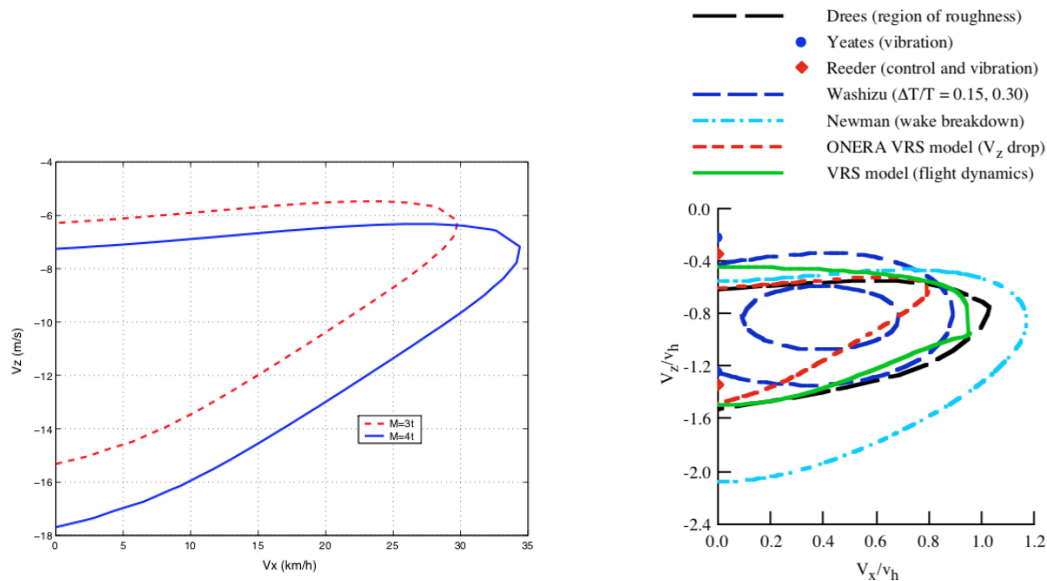 −4
−6
−8
−10
−12
−14
−16
−18
Vz (m/s)
M=3t
M=4t
0 5 10 15 20 25 30 35
Vx (km/h)
Drees (region of roughness)
Yeates (vibration)
Reeder (control and vibration)
Washizu (ΔT/T = 0.15, 0.30)
Newman (wake breakdown)
ONERA VRS model (Vz drop)
VRS model (flight dynamics)
0.0
-0.4
-0.8
-1.2
-1.6
-2.0
-2.4
Vz/vh
0.0 0.2 0.4 0.6 0.8 1.0 1.2
Vx/vh